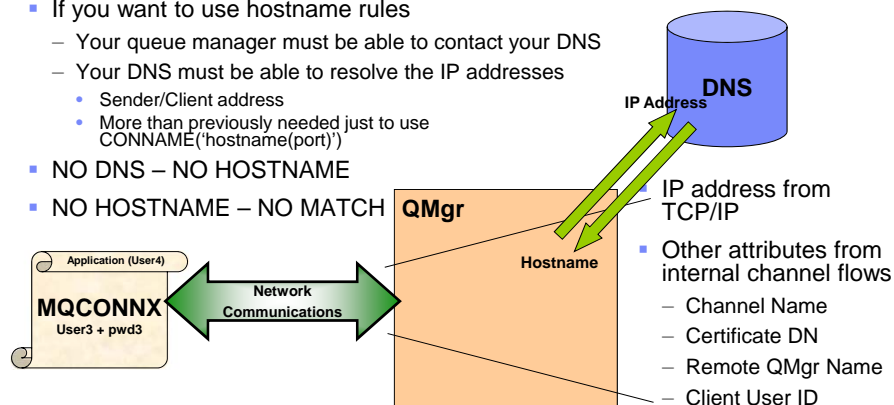 If you want to use hostname rules
– Your queue manager must be able to contact your DNS
– Your DNS must be able to resolve the IP addresses
Sender/Client address
More than previously needed just to use
CONNAME('hostname(port)')
NO DNS – NO HOSTNAME
NO HOSTNAME – NO MATCH
DNS
IP Address
QMgr
Hostname
Application (User4)
MQCONNX
User3 + pwd3
Network
Communications
IP address from
TCP/IP
Other attributes from
internal channel flows
– Channel Name
– Certificate DN
– Remote QMgr Name
– Client User ID